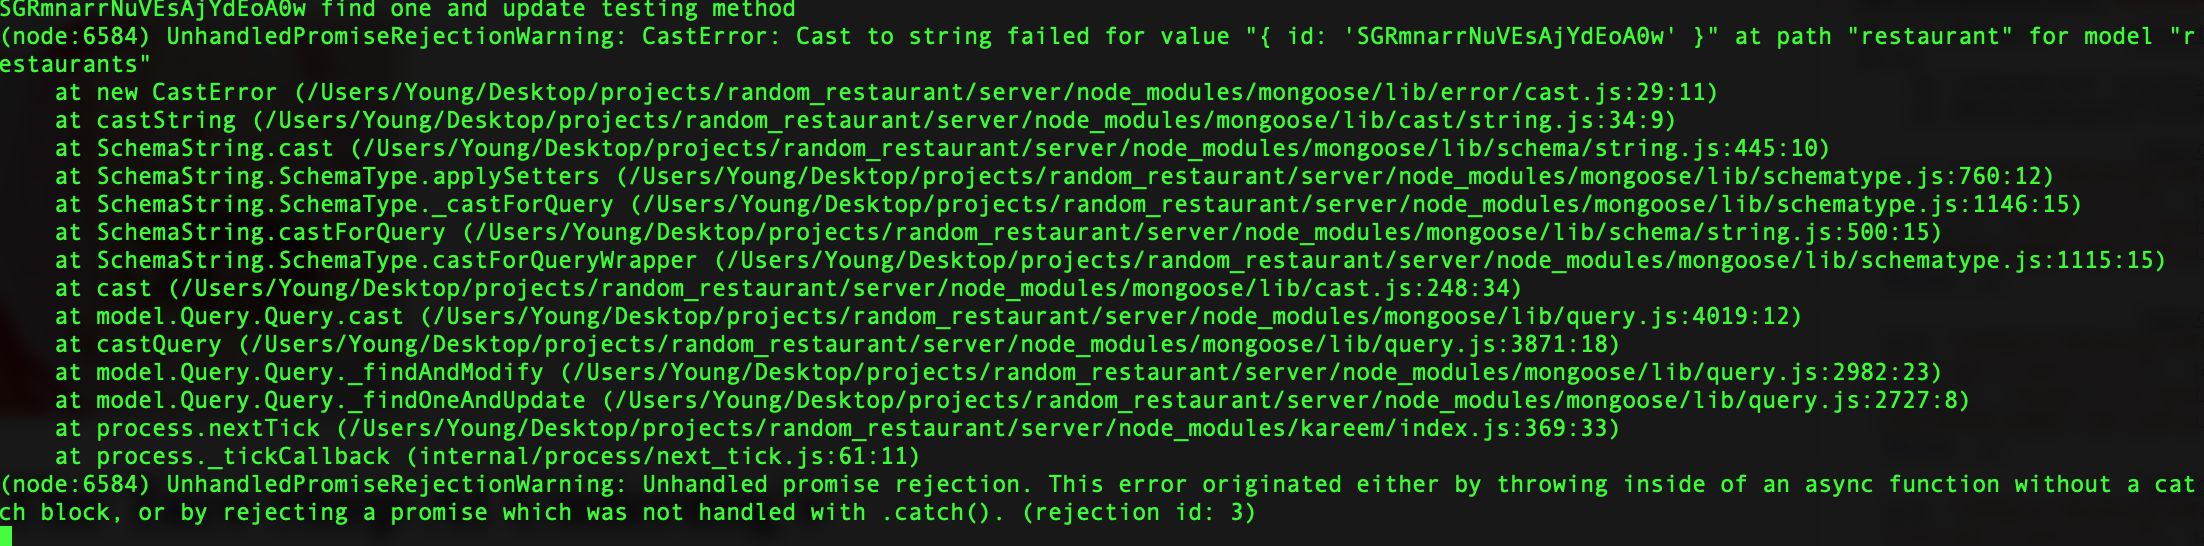 SGRmnarrNuVEsAjYdEoA0w find one and update testing method
(node:6584) UnhandledPromiseRejectionWarning: CastError: Cast to string failed for value "{ id: 'SGRmnarrNuVEsAjYdEoA0w' }" at path "restaurant" for model "r
estaurants"
    at new CastError (/Users/Young/Desktop/projects/random_restaurant/server/node_modules/mongoose/lib/error/cast.js:29:11)
    at castString (/Users/Young/Desktop/projects/random_restaurant/server/node_modules/mongoose/lib/cast/string.js:34:9)
    at SchemaString.cast (/Users/Young/Desktop/projects/random_restaurant/server/node_modules/mongoose/lib/schema/string.js:445:10)
    at SchemaString.SchemaType.applySetters (/Users/Young/Desktop/projects/random_restaurant/server/node_modules/mongoose/lib/schematype.js:760:12)
    at SchemaString.SchemaType._castForQuery (/Users/Young/Desktop/projects/random_restaurant/server/node_modules/mongoose/lib/schematype.js:1146:15)
    at SchemaString.castForQuery (/Users/Young/Desktop/projects/random_restaurant/server/node_modules/mongoose/lib/schema/string.js:500:15)
    at SchemaString.SchemaType.castForQueryWrapper (/Users/Young/Desktop/projects/random_restaurant/server/node_modules/mongoose/lib/schematype.js:1115:15)
    at cast (/Users/Young/Desktop/projects/random_restaurant/server/node_modules/mongoose/lib/cast.js:248:34)
    at model.Query.Query.cast (/Users/Young/Desktop/projects/random_restaurant/server/node_modules/mongoose/lib/query.js:4019:12)
    at castQuery (/Users/Young/Desktop/projects/random_restaurant/server/node_modules/mongoose/lib/query.js:3871:18)
    at model.Query.Query._findAndModify (/Users/Young/Desktop/projects/random_restaurant/server/node_modules/mongoose/lib/query.js:2982:23)
    at model.Query.Query._findOneAndUpdate (/Users/Young/Desktop/projects/random_restaurant/server/node_modules/mongoose/lib/query.js:2727:8)
    at process.nextTick (/Users/Young/Desktop/projects/random_restaurant/server/node_modules/kareem/index.js:369:33)
    at process._tickCallback (internal/process/next_tick.js:61:11)
(node:6584) UnhandledPromiseRejectionWarning: Unhandled promise rejection. This error originated either by throwing inside of an async function without a cat
ch block, or by rejecting a promise which was not handled with .catch(). (rejection id: 3)